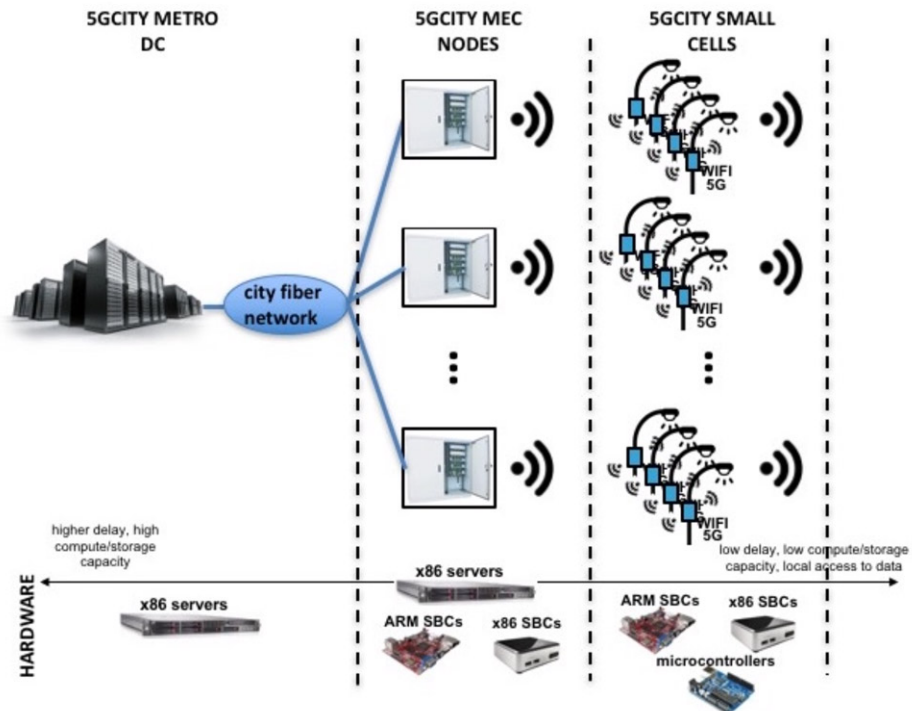 5GCITY METRO
DC
5GCITY MEC
NODES
5GCITY SMALL
CELLS
WIFI
5G
city fiber
network
WIFI
5G
WIFI
5G
higher delay, high
compute/storage
capacity
low delay, low compute/storage
capacity, local access to data
HARDWARE
x86 servers
x86 servers
ARM SBCs
x86 SBCs
ARM SBCs
x86 SBCs
microcontrollers